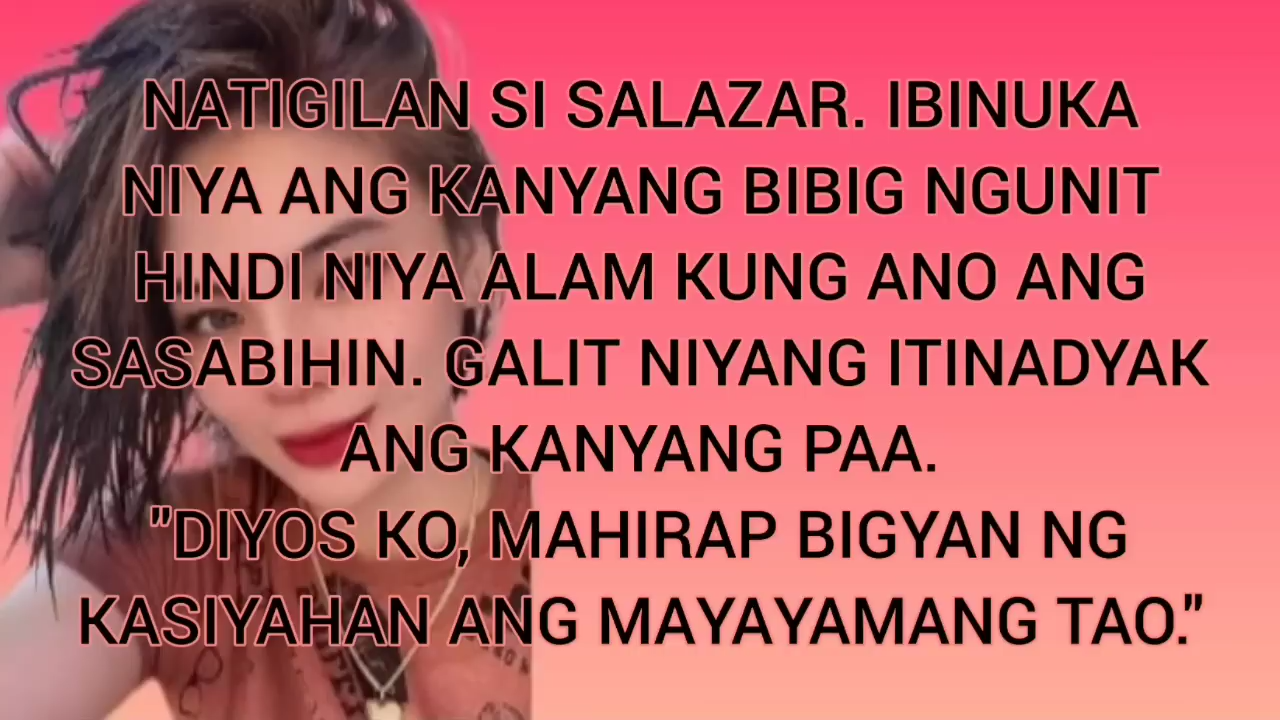 NATIGILAN SI SALAZAR. IBINUKA
NIYA ANG KANYANG BIBIG NGUNIT
HINDI NIYA ALAM KUNG ANO ANG
SASABIHIN. GALIT NIYANG ITINADYAK
ANG KANYANG PAA.
"DIYOS KO, MAHIRAP BIGYAN NG
KASIYAHAN ANG MAYAYAMANG TAO."